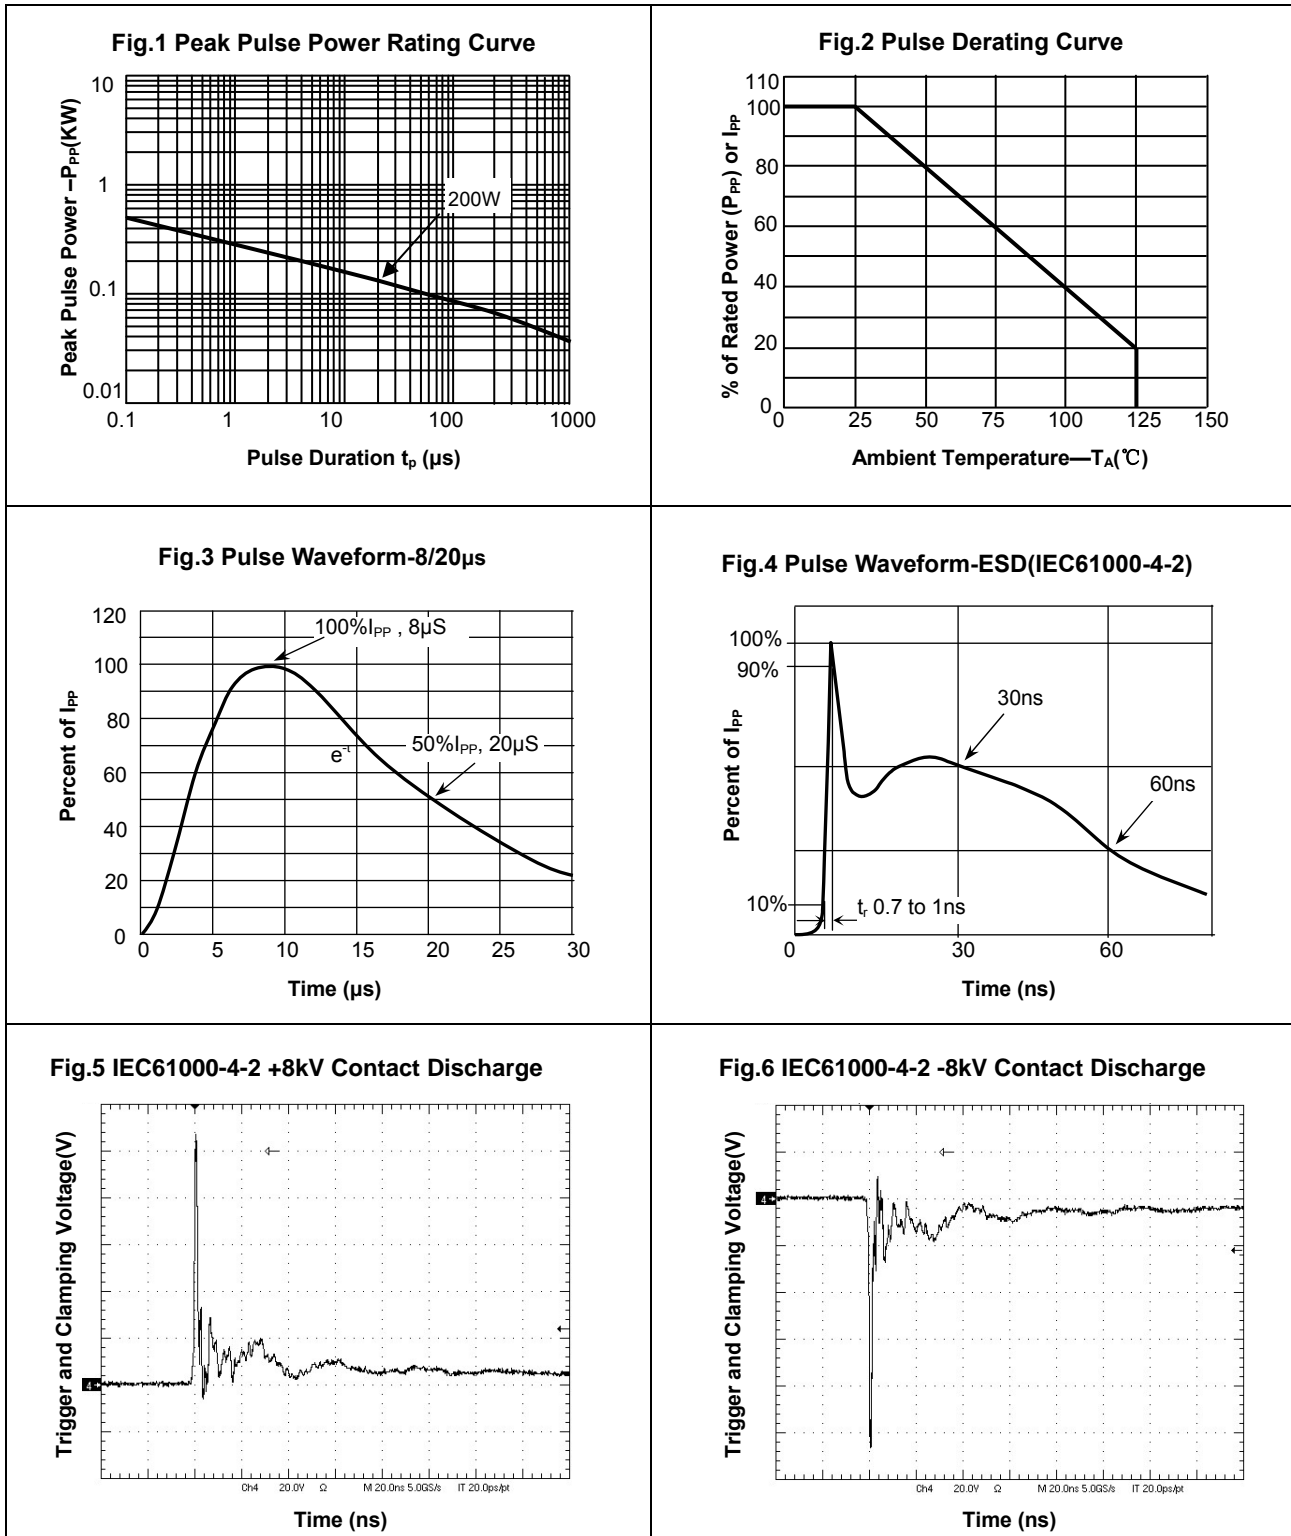 Fig.1 Peak Pulse Power Rating Curve
Peak Pulse Power –PPP(KW)
10
1
0.1
0.01
200W
0.1 1 10 100 1000
Pulse Duration tp (µs)
Fig.2 Pulse Derating Curve
% of Rated Power (PPP) or IPP
110
100
80
60
40
20
0
0 25 50 75 100 125 150
Ambient Temperature—TA(℃)
Fig.3 Pulse Waveform-8/20µs
Percent of IPP
120
100
80
60
40
20
0
100%IPP , 8µS
e-t
50%IPP, 20µS
0 5 10 15 20 25 30
Time (µs)
Fig.4 Pulse Waveform-ESD(IEC61000-4-2)
Percent of IPP
100%
90%
10%
30ns
60ns
tr 0.7 to 1ns
0 30 60
Time (ns)
Fig.5 IEC61000-4-2 +8kV Contact Discharge
Trigger and Clamping Voltage(V)
4
Ch4 20.0V Ω M 20.0ns 5.0GS/s IT 20.0ps/pt
Time (ns)
Fig.6 IEC61000-4-2 -8kV Contact Discharge
Trigger and Clamping Voltage(V)
4
Ch4 20.0V Ω M 20.0ns 5.0GS/s IT 20.0ps/pt
Time (ns)